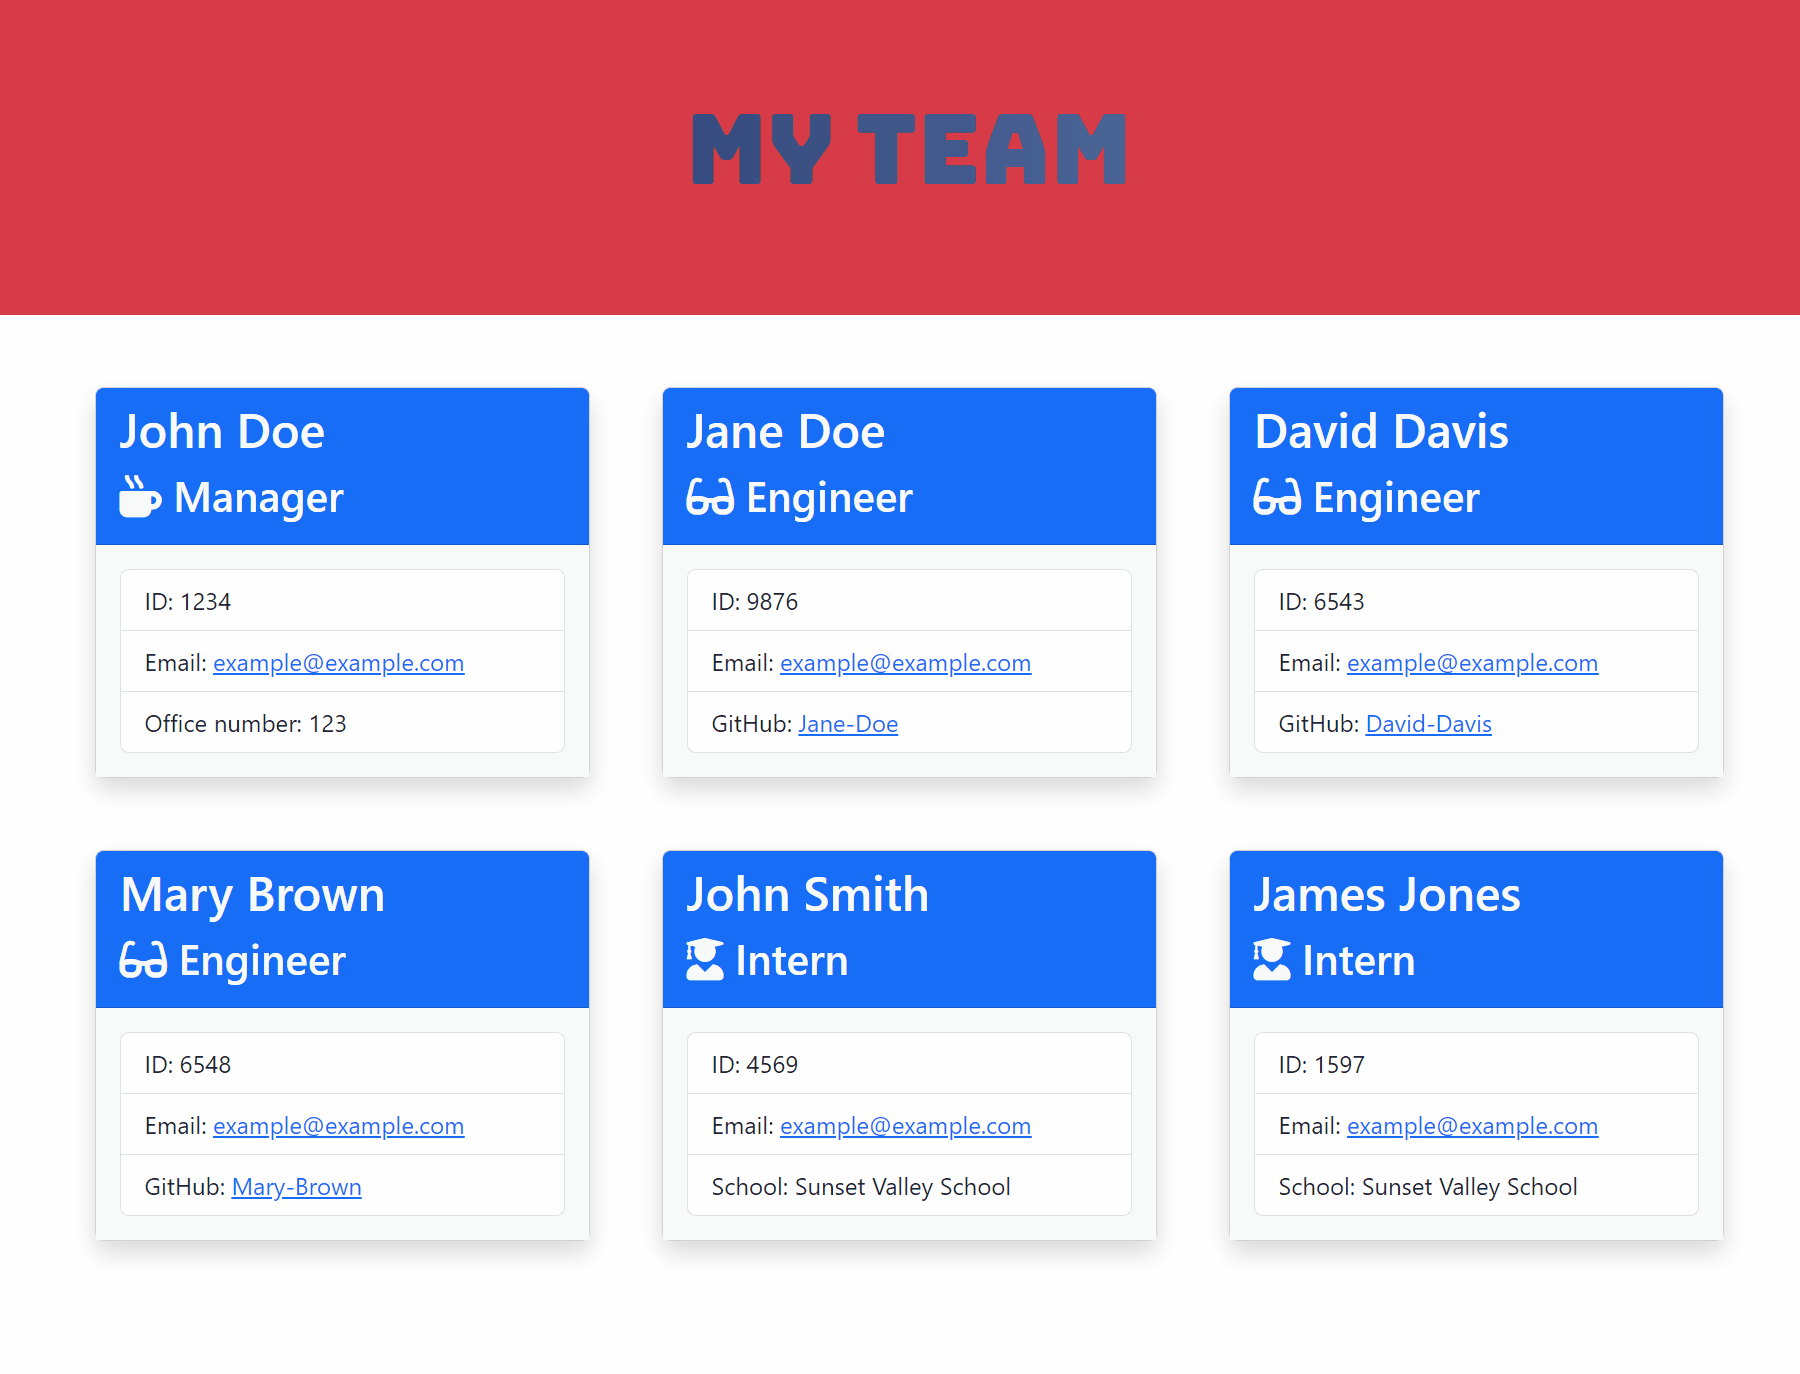 MY TEAM
John Doe
Manager
ID: 1234
Email: example@example.com
Office number: 123
Jane Doe
Engineer
ID: 9876
Email: example@example.com
GitHub: Jane-Doe
David Davis
Engineer
ID: 6543
Email: example@example.com
GitHub: David-Davis
Mary Brown
Engineer
ID: 6548
Email: example@example.com
GitHub: Mary-Brown
John Smith
Intern
ID: 4569
Email: example@example.com
School: Sunset Valley School
James Jones
Intern
ID: 1597
Email: example@example.com
School: Sunset Valley School